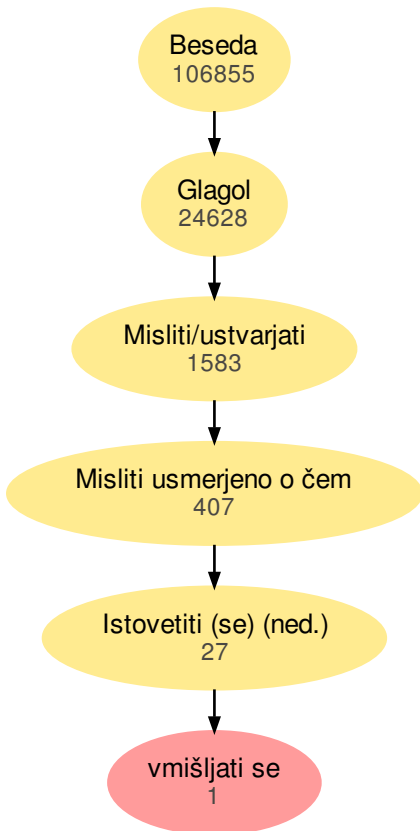 Beseda
106855
Glagol
24628
Misliti/ustvarjati
1583
Misliti usmerjeno o čem
407
Istovetiti (se) (ned.)
27
vmišljati se
1